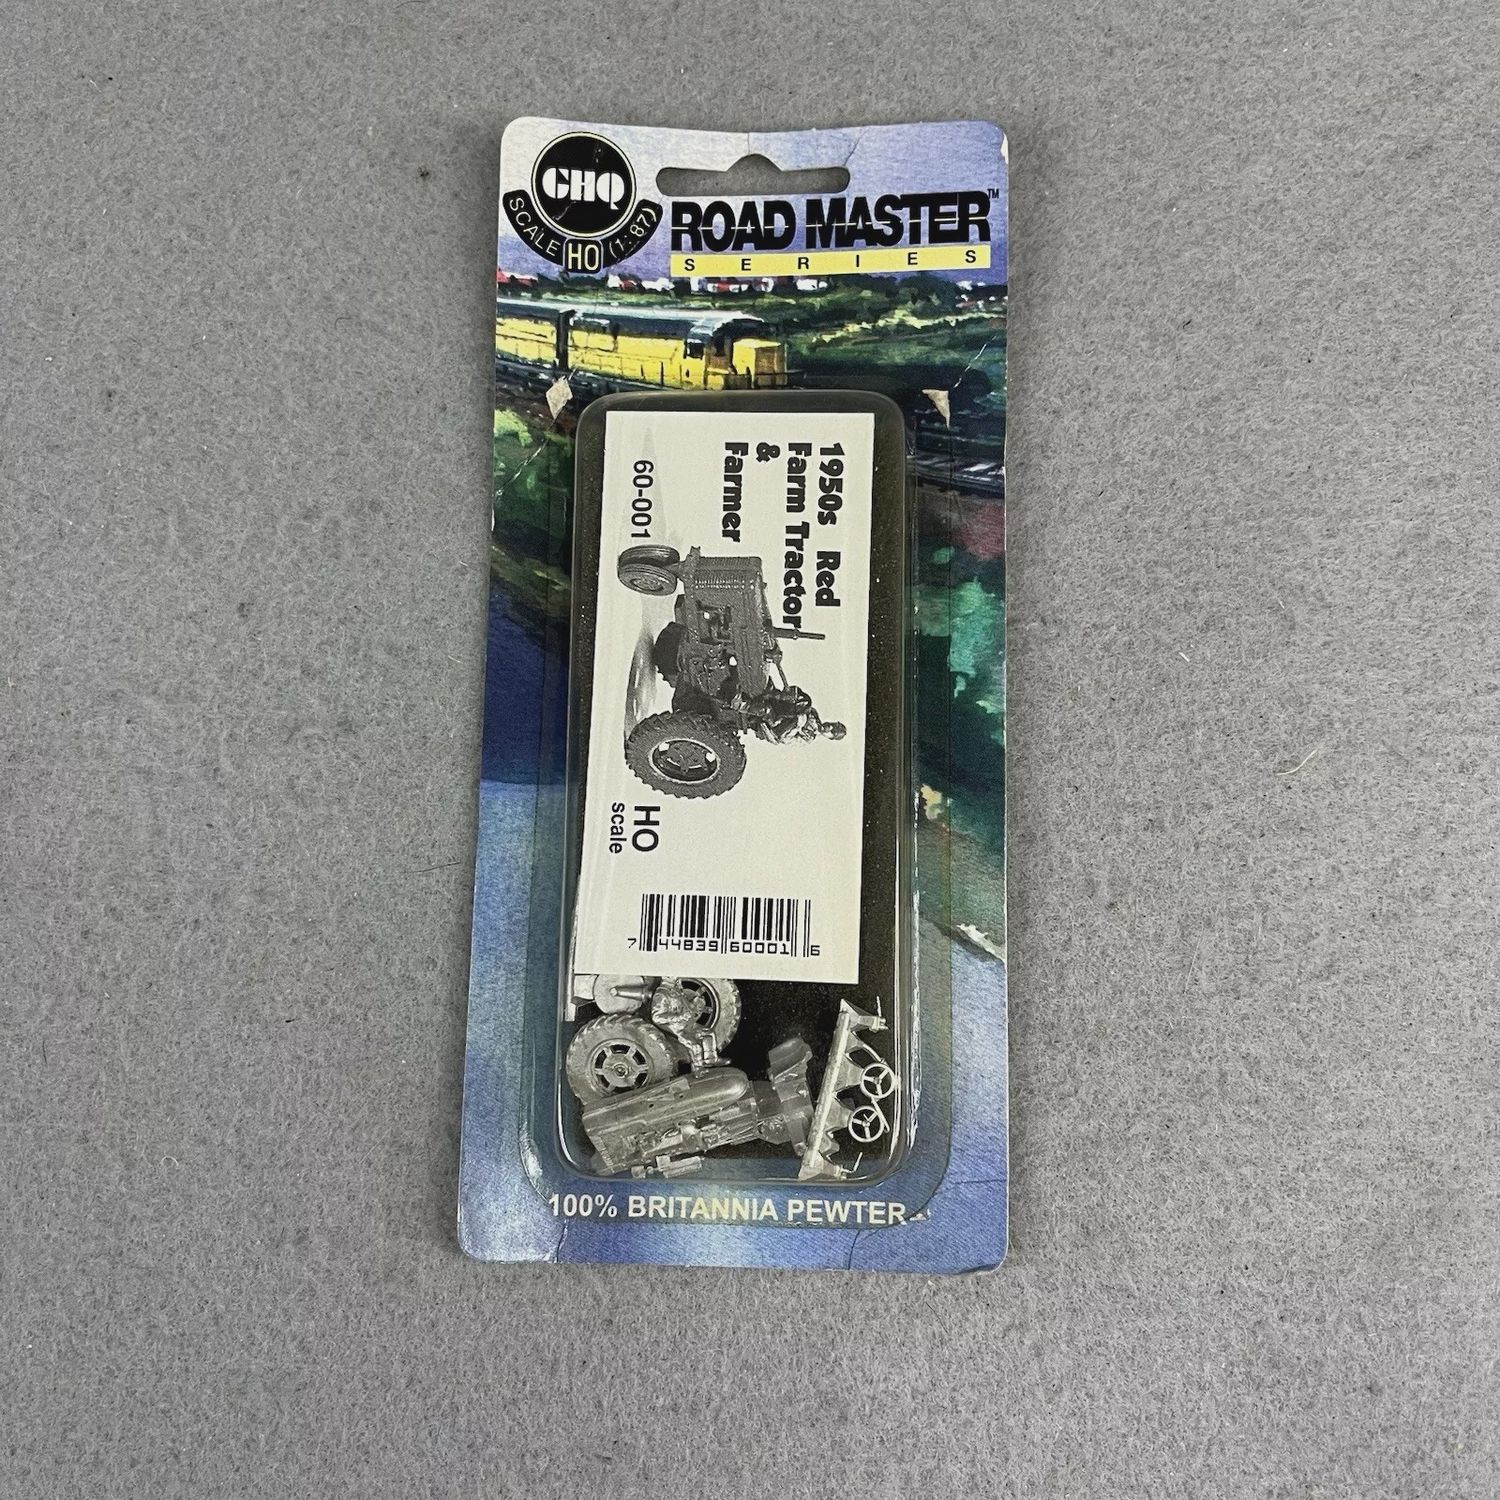 GHQ
SCALE HO (1:87)
ROAD MASTER™
SERIES
1950s Red
Farm Tractor
&
Farmer
60-001
HO
scale
7 44839 60001 6
100% BRITANNIA PEWTER